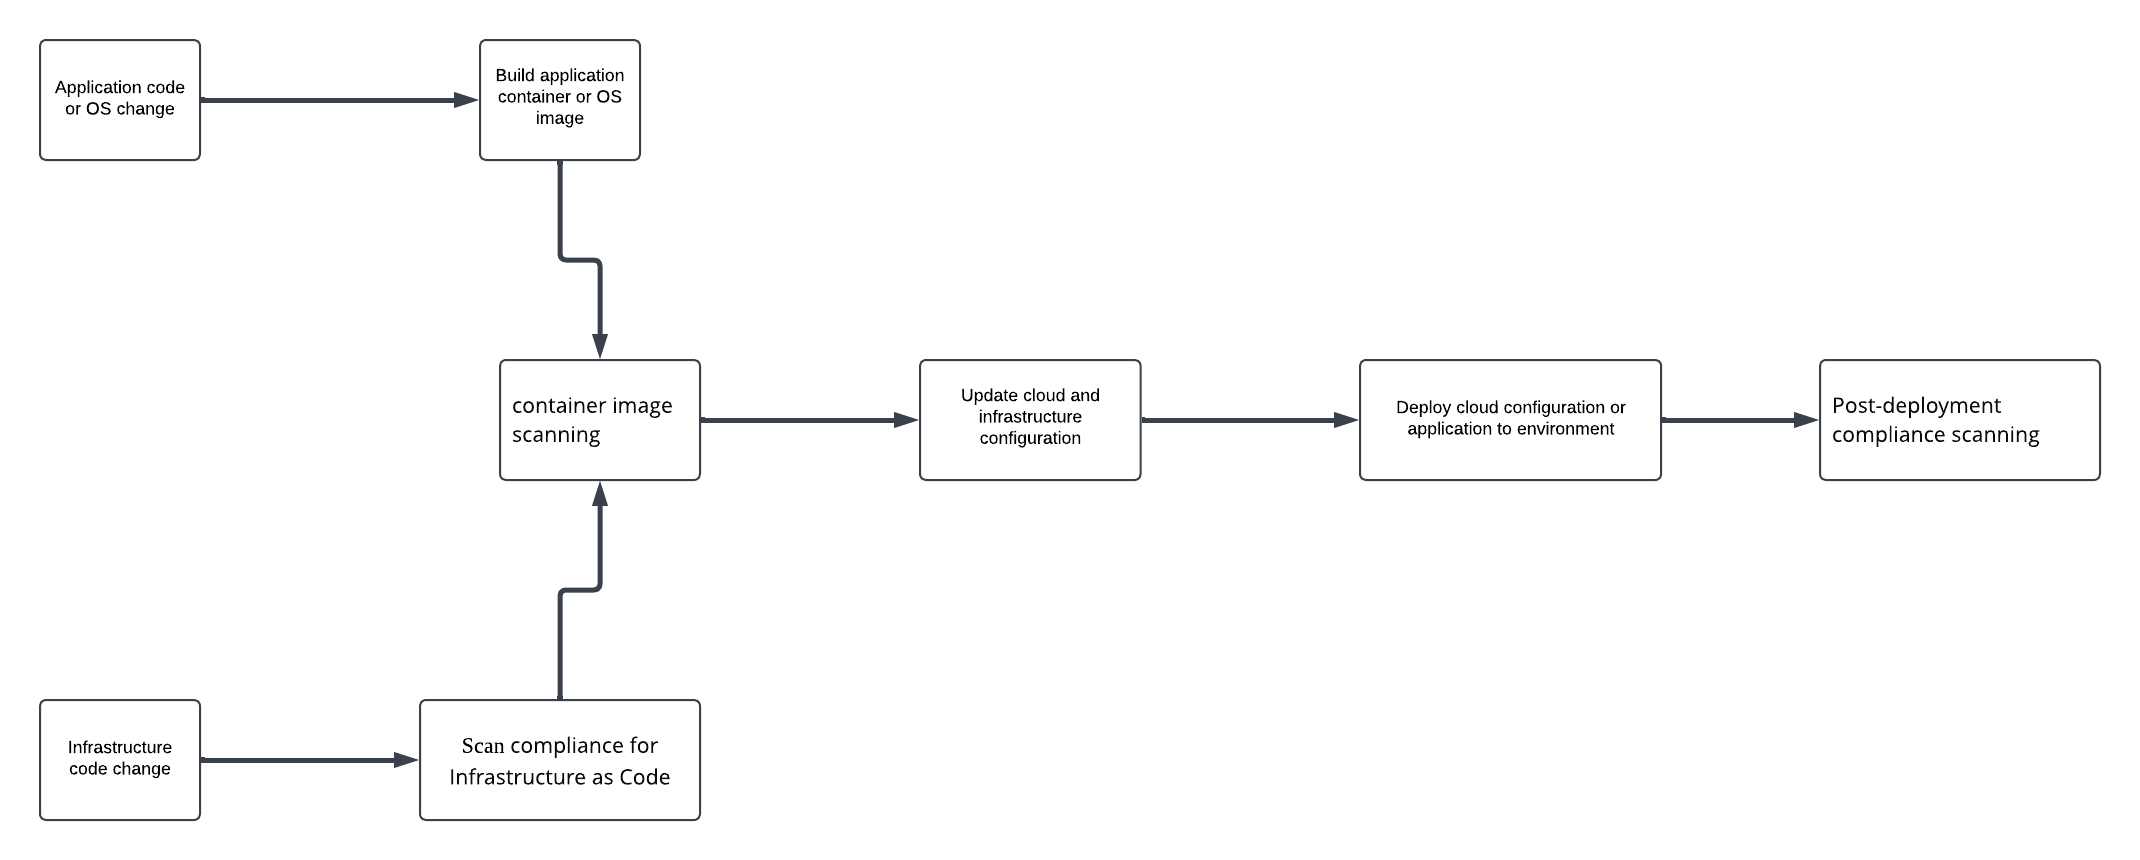 Application code
or OS change
Build application
container or OS
image
container image
scanning
Update cloud and
infrastructure
configuration
Deploy cloud configuration or
application to environment
Post-deployment
compliance scanning
Infrastructure
code change
Scan compliance for
Infrastructure as Code